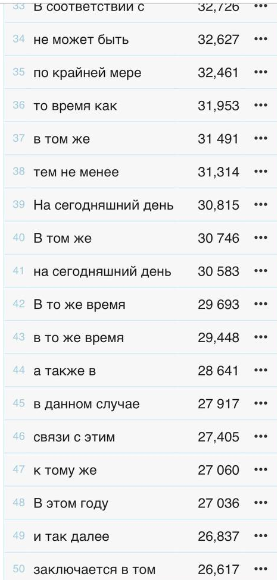 33 В соответствии с 32,726 •••
34 не может быть 32,627 •••
35 по крайней мере 32,461 •••
36 то время как 31,953 •••
37 в том же 31 491 •••
38 тем не менее 31,314 •••
39 На сегодняшний день 30,815 •••
40 В том же 30 746 •••
41 на сегодняшний день 30 583 •••
42 В то же время 29 693 •••
43 в то же время 29,448 •••
44 а также в 28 641 •••
45 в данном случае 27 917 •••
46 связи с этим 27,405 •••
47 к тому же 27 060 •••
48 В этом году 27 036 •••
49 и так далее 26,837 •••
50 заключается в том 26,617 •••